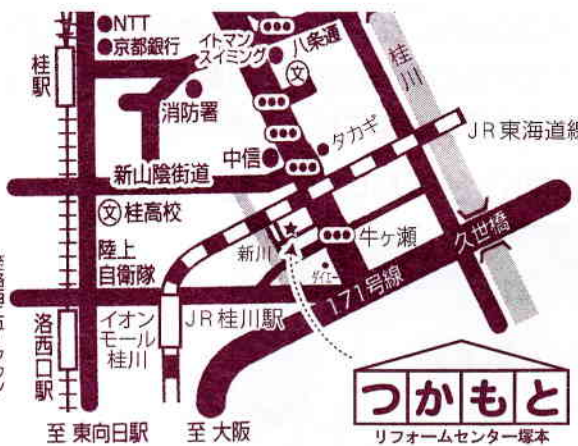 NTT
京都銀行
イトマン
スイミング
八条通
文
桂川
桂駅
消防署
タカギ
JR東海道線
中信
新山陰街道
文 桂高校
牛ヶ瀬
久世橋
陸上
自衛隊
新川
ダイエー
171号線
JR桂川駅
イオン
モール
桂川
洛西口駅
つかもと
リフォームセンター塚本
至 東向日駅
至 大阪